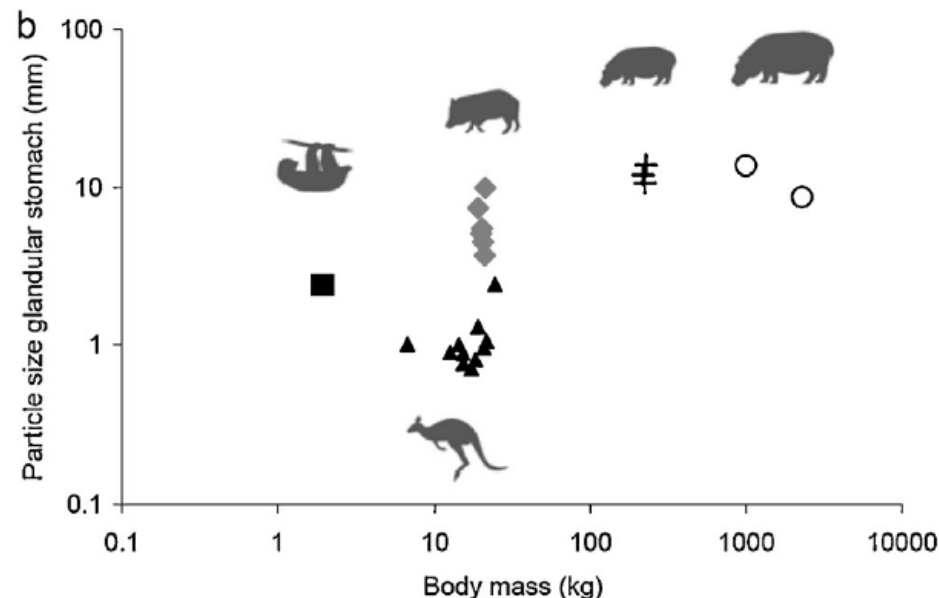 b
Particle size glandular stomach (mm)
100
10
1
0.1
0.1 1 10 100 1000 10000
Body mass (kg)